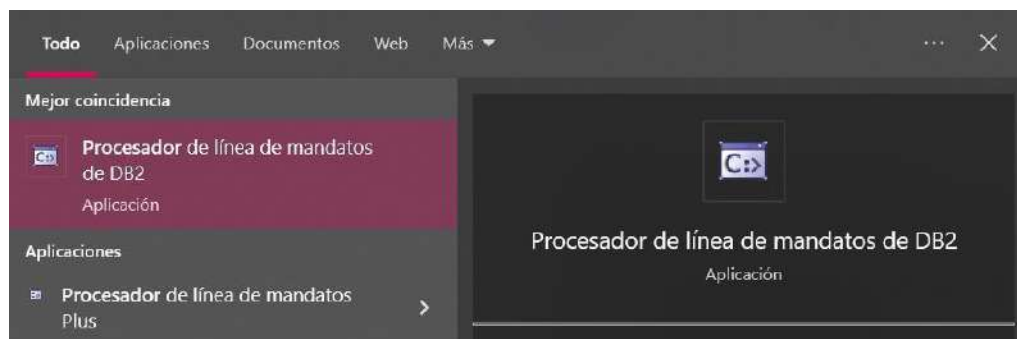 Todo Aplicaciones Documentos Web Más
Mejor coincidencia
Procesador de línea de mandatos
de DB2
Aplicación
Aplicaciones
Procesador de línea de mandatos
Plus
C:>
Procesador de línea de mandatos de DB2
Aplicación